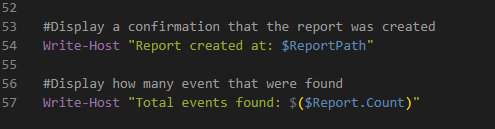 52
53 #Display a confirmation that the report was created
54 Write-Host "Report created at: $ReportPath"
55
56 #Display how many event that were found
57 Write-Host "Total events found: $($Report.Count)"